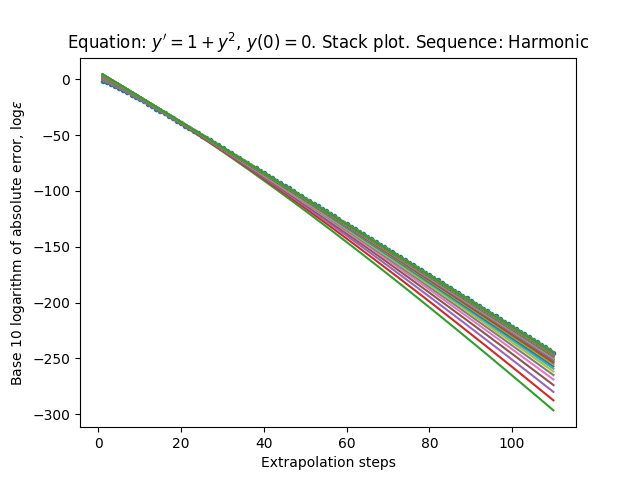 Equation: y′ = 1 + y², y(0) = 0. Stack plot. Sequence: Harmonic
Base 10 logarithm of absolute error, logε
0
−50
−100
−150
−200
−250
−300
0 20 40 60 80 100
Extrapolation steps